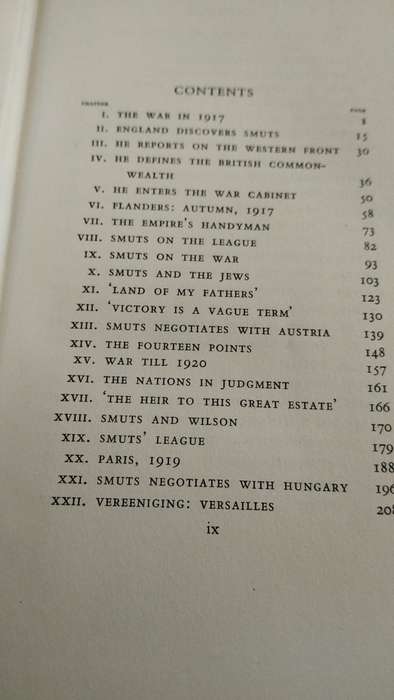 CONTENTS
CHAPTER PAGE
I. THE WAR IN 1917 1
II. ENGLAND DISCOVERS SMUTS 15
III. HE REPORTS ON THE WESTERN FRONT 30
IV. HE DEFINES THE BRITISH COMMON-
WEALTH 36
V. HE ENTERS THE WAR CABINET 50
VI. FLANDERS: AUTUMN, 1917 58
VII. THE EMPIRE'S HANDYMAN 73
VIII. SMUTS ON THE LEAGUE 82
IX. SMUTS ON THE WAR 93
X. SMUTS AND THE JEWS 103
XI. 'LAND OF MY FATHERS' 123
XII. 'VICTORY IS A VAGUE TERM' 130
XIII. SMUTS NEGOTIATES WITH AUSTRIA 139
XIV. THE FOURTEEN POINTS 148
XV. WAR TILL 1920 157
XVI. THE NATIONS IN JUDGMENT 161
XVII. 'THE HEIR TO THIS GREAT ESTATE' 166
XVIII. SMUTS AND WILSON 170
XIX. SMUTS' LEAGUE 179
XX. PARIS, 1919 188
XXI. SMUTS NEGOTIATES WITH HUNGARY 196
XXII. VEREENIGING: VERSAILLES 208
ix